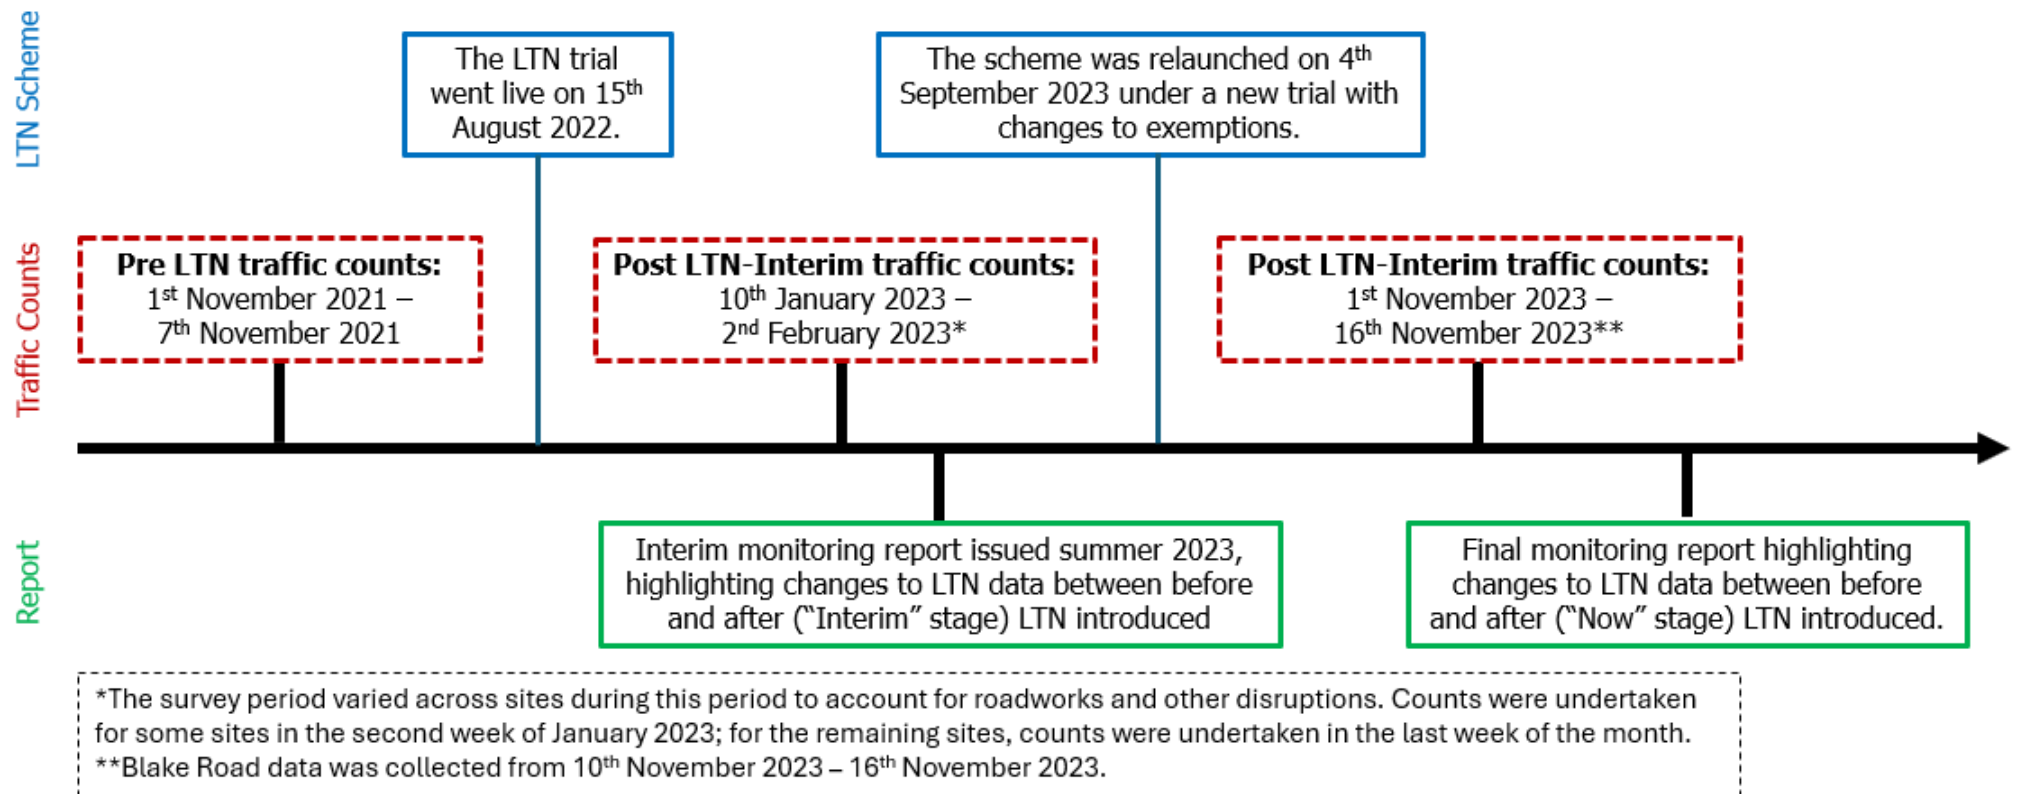 LTN Scheme
The LTN trial
went live on 15th
August 2022.
The scheme was relaunched on 4th
September 2023 under a new trial with
changes to exemptions.
Traffic Counts
Pre LTN traffic counts:
1st November 2021 –
7th November 2021
Post LTN-Interim traffic counts:
10th January 2023 –
2nd February 2023*
Post LTN-Interim traffic counts:
1st November 2023 –
16th November 2023**
Report
Interim monitoring report issued summer 2023,
highlighting changes to LTN data between before
and after (“Interim” stage) LTN introduced
Final monitoring report highlighting
changes to LTN data between before
and after (“Now” stage) LTN introduced.
*The survey period varied across sites during this period to account for roadworks and other disruptions. Counts were undertaken
for some sites in the second week of January 2023; for the remaining sites, counts were undertaken in the last week of the month.
**Blake Road data was collected from 10th November 2023 – 16th November 2023.